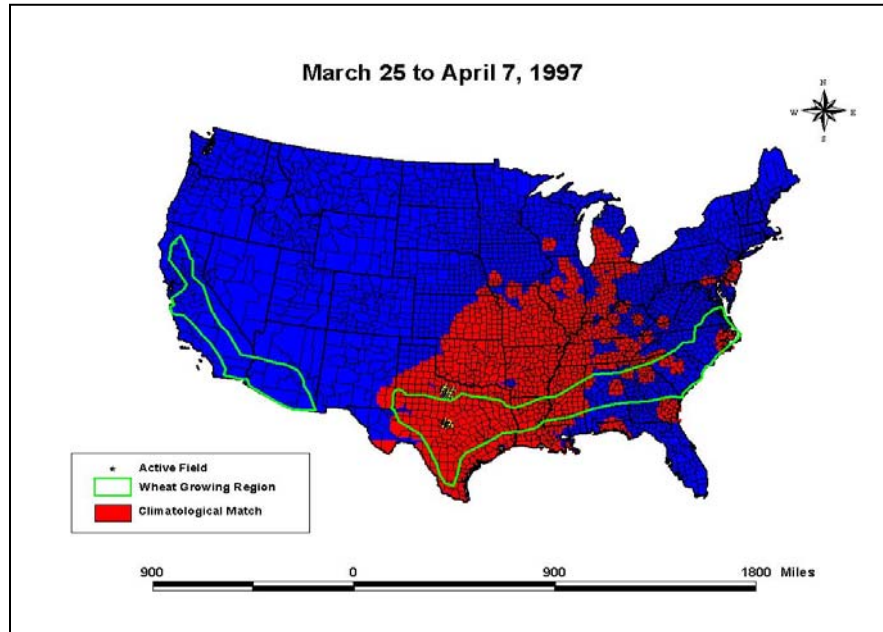 March 25 to April 7, 1997
N
W E
S
Active Field
Wheat Growing Region
Climatological Match
900 0 900 1800 Miles